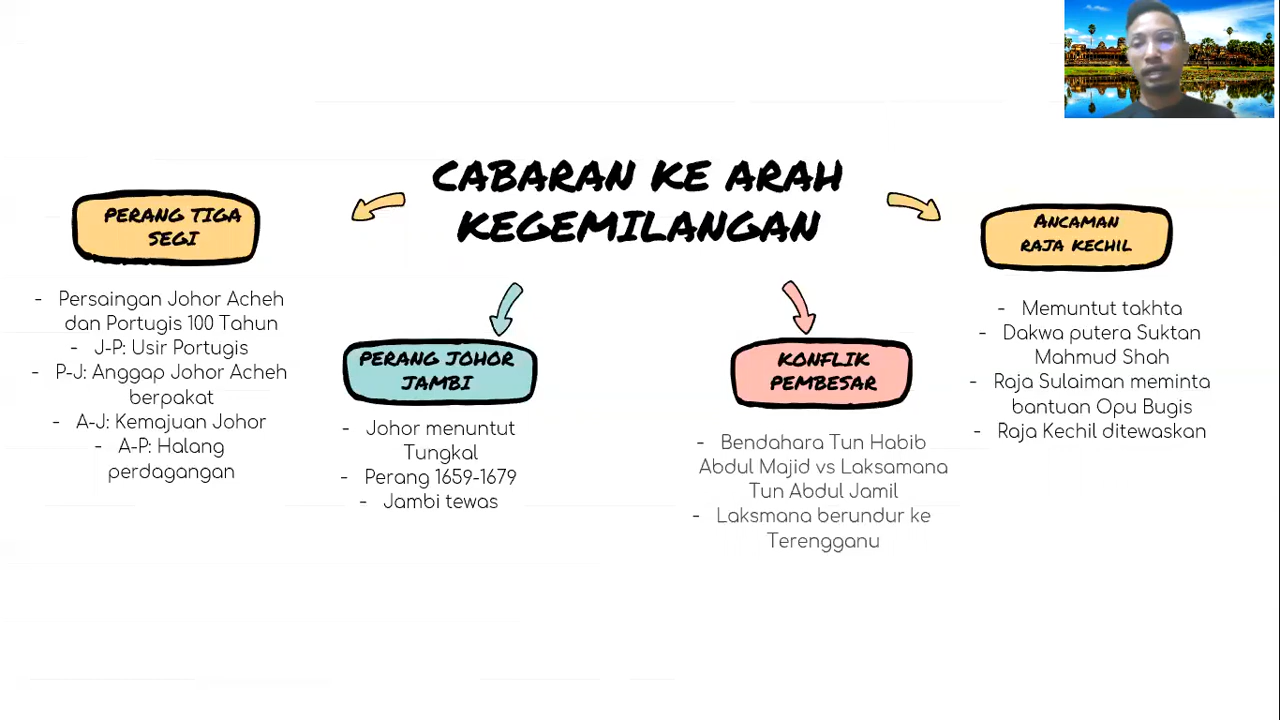 CABARAN KE ARAH
KEGEMILANGAN
PERANG TIGA
SEGI
- Persaingan Johor Acheh
dan Portugis 100 Tahun
- J-P: Usir Portugis
- P-J: Anggap Johor Acheh
berpakat
- A-J: Kemajuan Johor
- A-P: Halang
perdagangan
PERANG JOHOR
JAMBI
- Johor menuntut
Tungkal
- Perang 1659-1679
- Jambi tewas
KONFLIK
PEMBESAR
- Bendahara Tun Habib
Abdul Majid vs Laksamana
Tun Abdul Jamil
- Laksmana berundur ke
Terengganu
ANCAMAN
RAJA KECHIL
- Memuntut takhta
- Dakwa putera Suktan
Mahmud Shah
- Raja Sulaiman meminta
bantuan Opu Bugis
- Raja Kechil ditewaskan